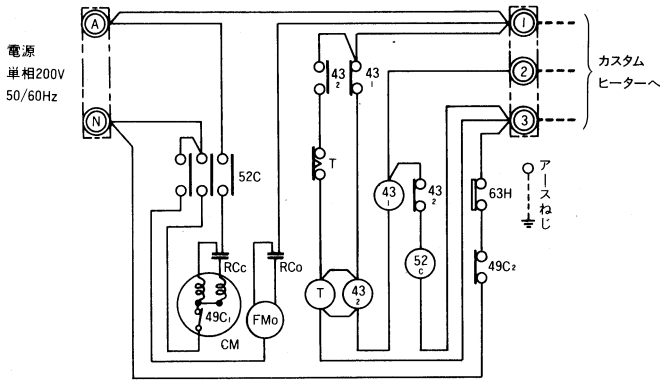 電源
単相200V
50/60Hz
A
N
1
2
3
カスタム
ヒーターへ
43
2
43
1
T
52C
43
1
43
2
63H
アースねじ
52
C
49C2
RCC
RCO
T
43
2
49C1
FMO
CM